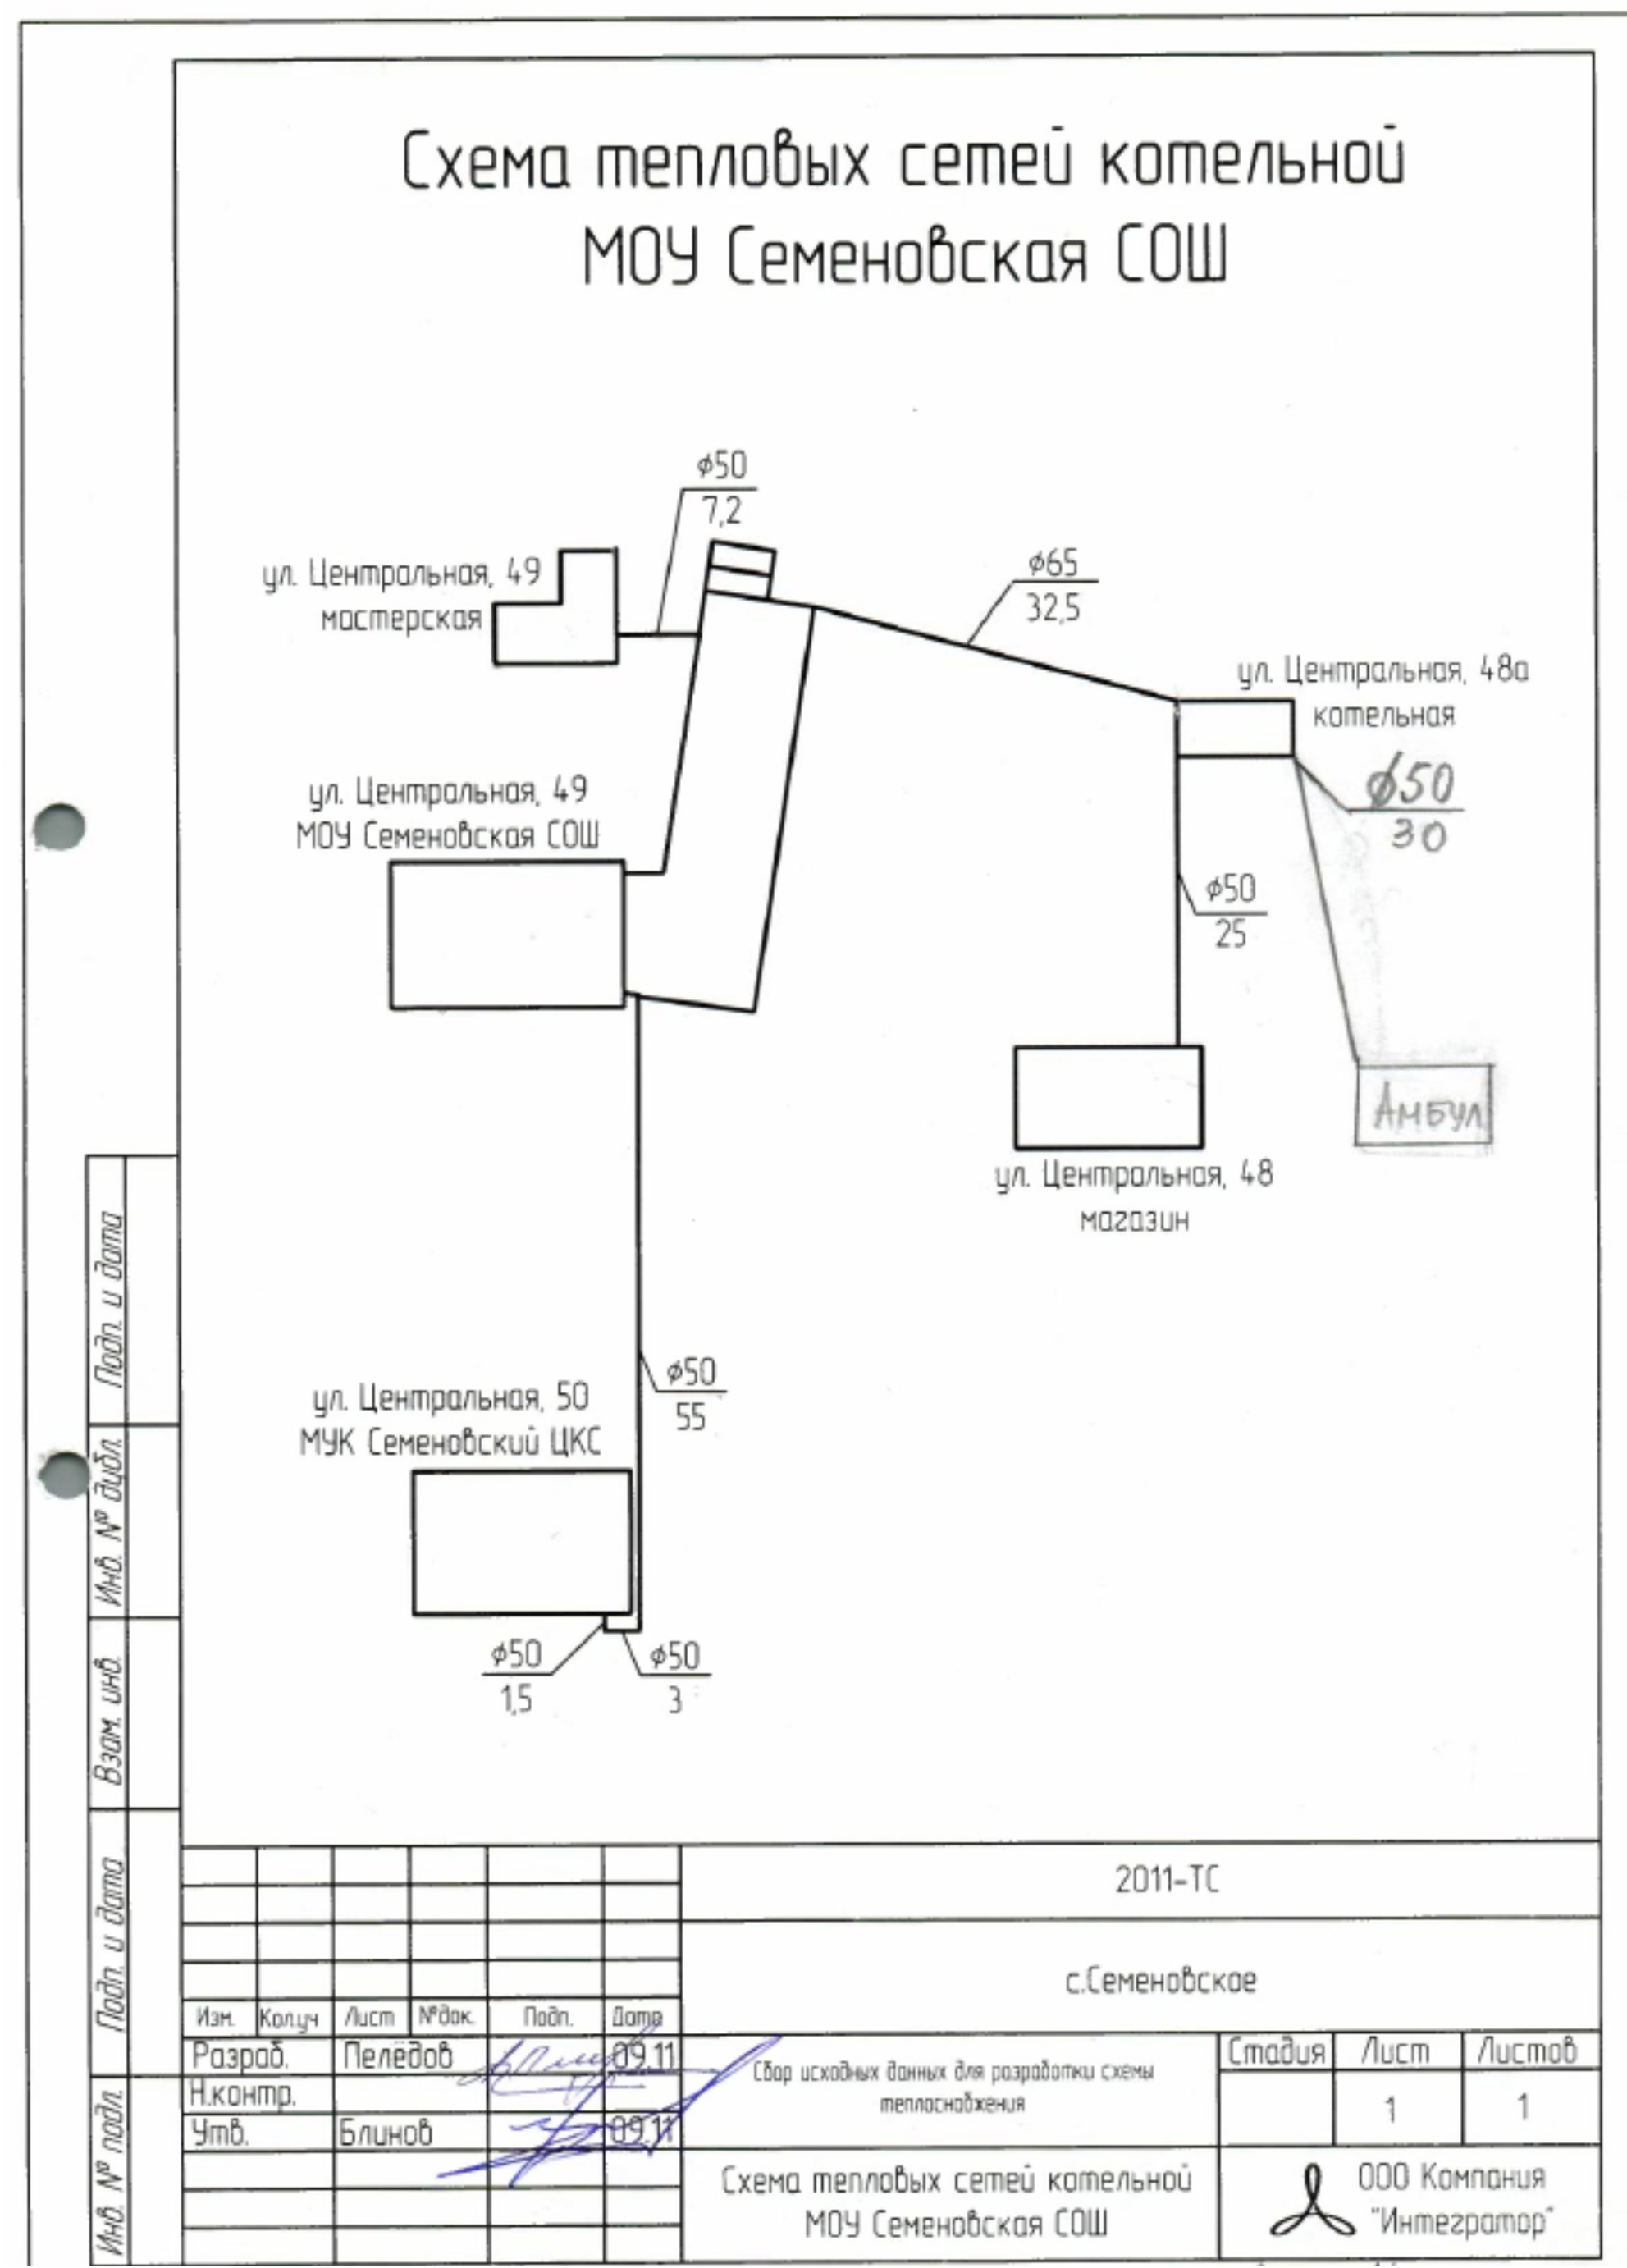 Схема тепловых сетей котельной
МОУ Семеновская СОШ
ф50
7,2
ул. Центральная, 49
мастерская
ф65
32,5
ул. Центральная, 48а
котельная
ф50
30
ул. Центральная, 49
МОУ Семеновская СОШ
ф50
25
Амбул
ул. Центральная, 48
магазин
ф50
55
ул. Центральная, 50
МУК Семеновский ЦКС
ф50
1,5
ф50
3
Подп. и дата
Инв. № дубл.
Взам. инв.
Подп. и дата
Инв. № подл.
2011-ТС
с.Семеновское
Изм. Кол.уч Лист №док. Подп. Дата
Разраб. Пеледов 09.11
Н.контр.
Утв. Блинов 09.11
Сбор исходных данных для разработки схемы
теплоснабжения
Стадия Лист Листов
1 1
Схема тепловых сетей котельной
МОУ Семеновская СОШ
ООО Компания
"Интегратор"